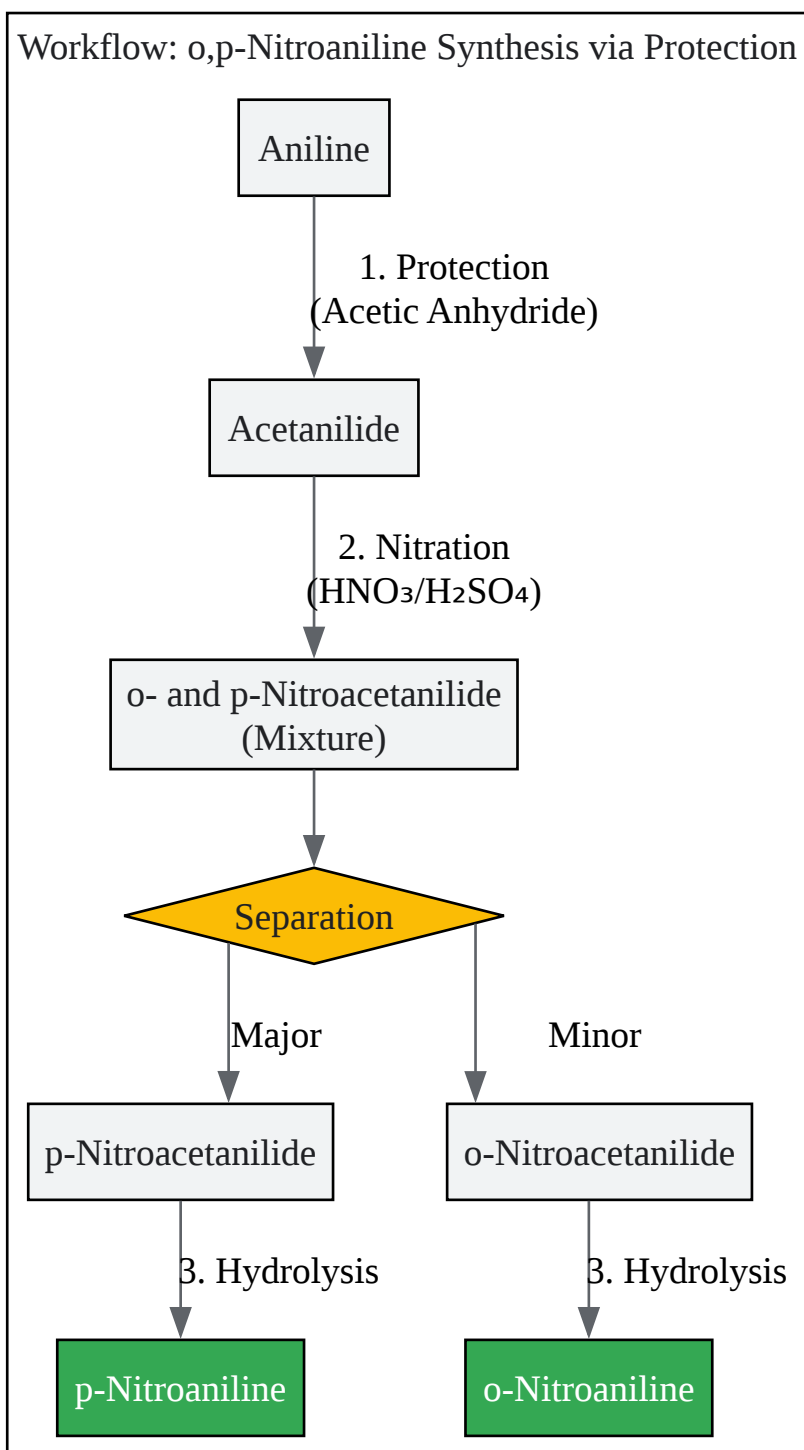 Workflow: o,p-Nitroaniline Synthesis via Protection
Aniline
1. Protection
(Acetic Anhydride)
Acetanilide
2. Nitration
(HNO₃/H₂SO₄)
o- and p-Nitroacetanilide
(Mixture)
Separation
Major
Minor
p-Nitroacetanilide
o-Nitroacetanilide
3. Hydrolysis
3. Hydrolysis
p-Nitroaniline
o-Nitroaniline